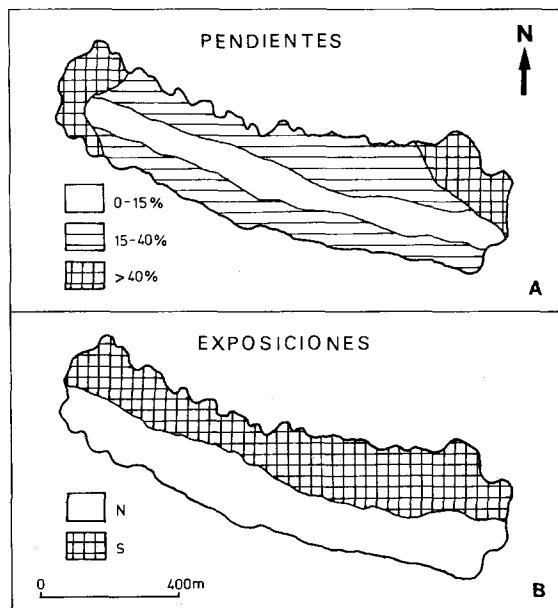 PENDIENTES
N
0-15%
15-40%
>40%
A
EXPOSICIONES
N
S
0 400m
B